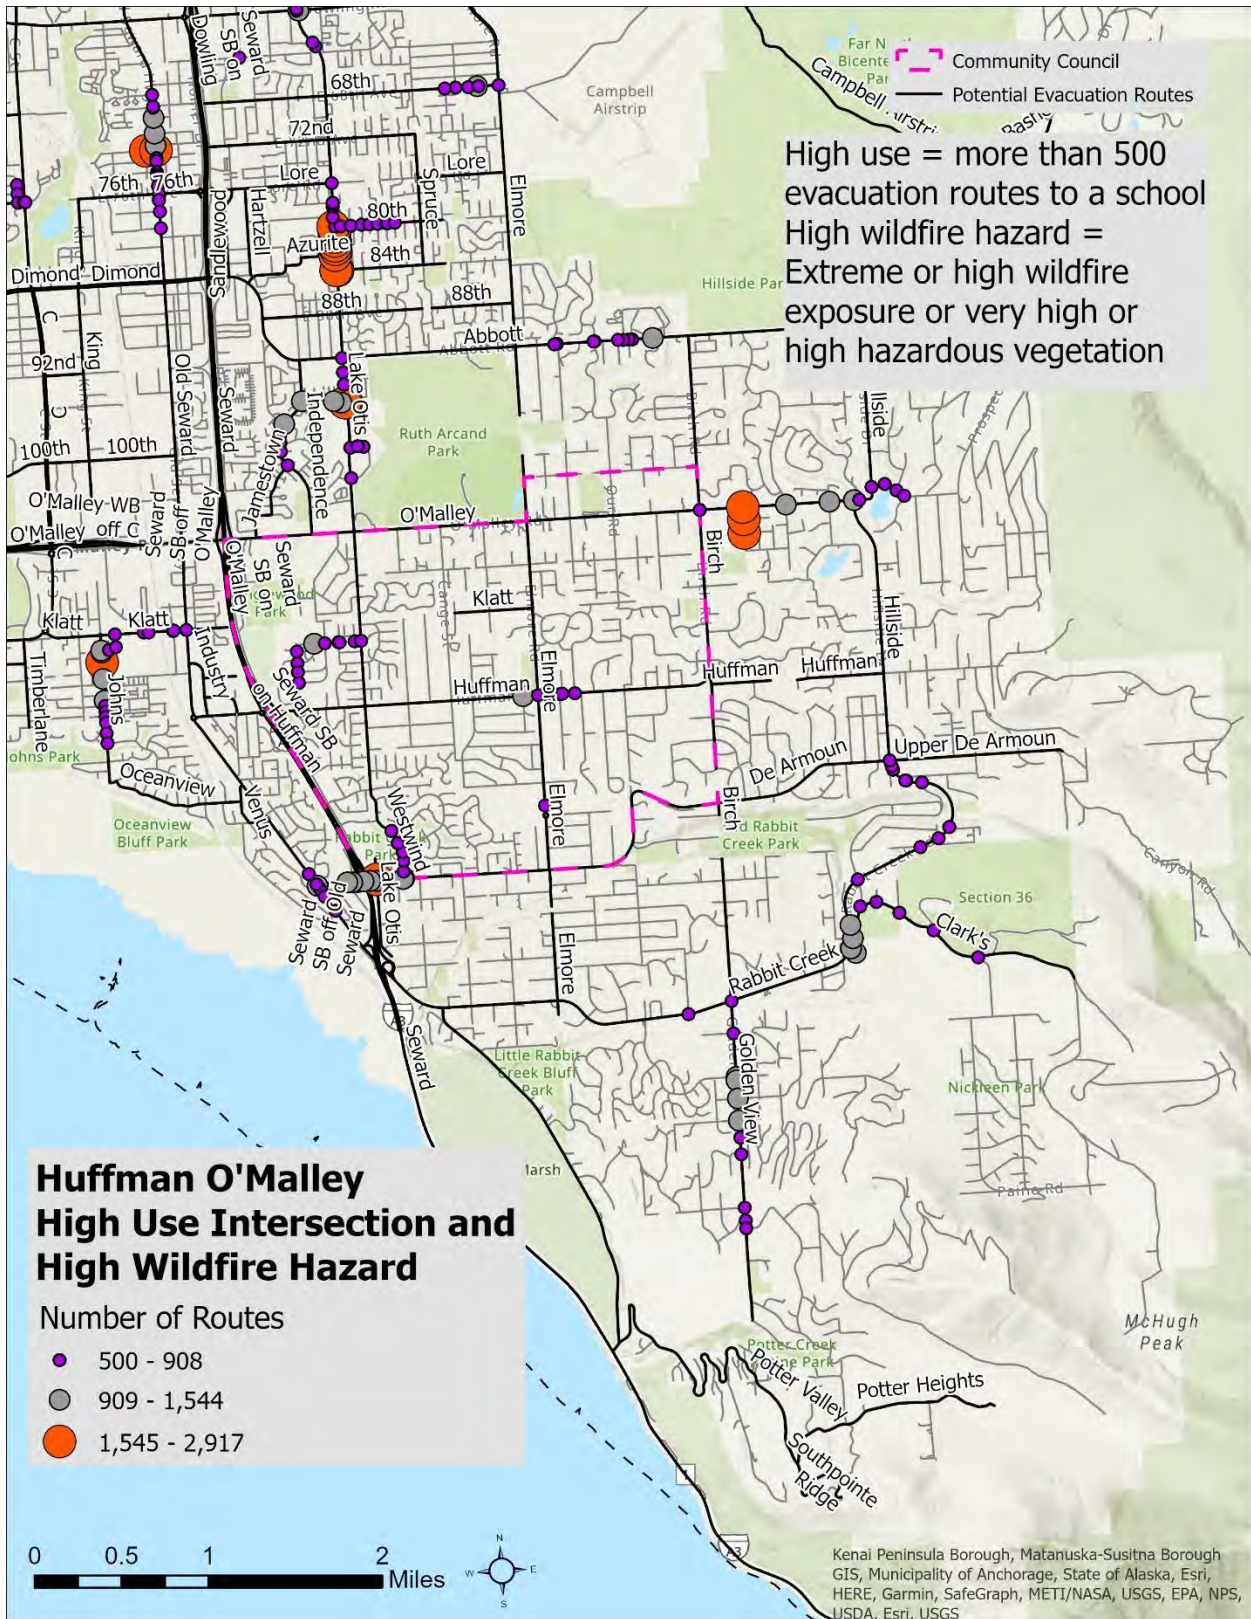 Dowling
SB on
Seward
68th
72nd
Lore
Lore
76th
76th
80th
Spruce
Elmore
Hartzell
Sandlewood
Azurite
84th
Dimond
Dimond
88th
88th
Abbott
C
King
92nd
Old Seward
Seward
Lake Otis
Independence
Jamestown
100th
100th
O'Malley WB
O'Malley off C
Seward
SB off
O'Malley
O'Malley
O'Malley
Seward
SB on
Klatt
Klatt
Klatt
Timberlane
Johns
Industry
on Huffman
Seward SB
Huffman
Elmore
Huffman
Huffman
Birch
Hillside
Oceanview
Venus
Westwind
Elmore
De Armoun
Upper De Armoun
Birch
Lake Otis
Seward
SB off Old
Seward
Elmore
Rabbit Creek
Clark's
Seward
Golden View
Potter Valley
Potter Heights
Southpointe
Ridge
Campbell
Airstrip
Hillside Par
Ruth Arcand
Park
Oceanview
Bluff Park
Creek Park
Section 36
Canyon Rd
Little Rabbit
Creek Bluff
Park
Nickleen Park
Potter Creek
McHugh
Peak
A3
1
Community Council
Potential Evacuation Routes
High use = more than 500
evacuation routes to a school
High wildfire hazard =
Extreme or high wildfire
exposure or very high or
high hazardous vegetation
Huffman O'Malley
High Use Intersection and
High Wildfire Hazard
Number of Routes
500 - 908
909 - 1,544
1,545 - 2,917
0 0.5 1 2
Miles
N
W E
S
Kenai Peninsula Borough, Matanuska-Susitna Borough
GIS, Municipality of Anchorage, State of Alaska, Esri,
HERE, Garmin, SafeGraph, METI/NASA, USGS, EPA, NPS,
USDA, Esri, USGS